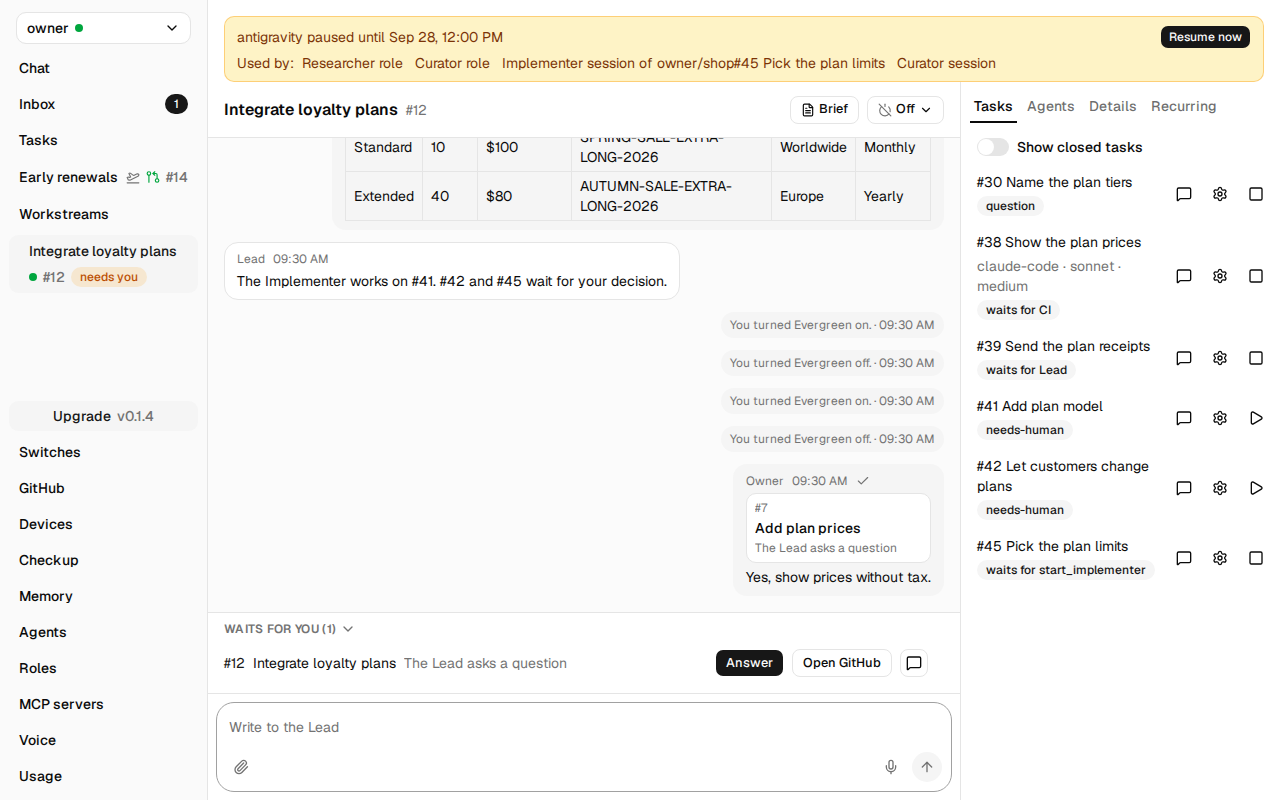 owner
Chat
Inbox 1
Tasks
Early renewals #14
Workstreams
Integrate loyalty plans
#12 needs you
Upgrade v0.1.4
Switches
GitHub
Devices
Checkup
Memory
Agents
Roles
MCP servers
Voice
Usage
antigravity paused until Sep 28, 12:00 PM Resume now
Used by: Researcher role Curator role Implementer session of owner/shop#45 Pick the plan limits Curator session
Integrate loyalty plans #12 Brief Off
Standard 10 $100 SPRING-SALE-EXTRA-LONG-2026 Worldwide Monthly
Extended 40 $80 AUTUMN-SALE-EXTRA-LONG-2026 Europe Yearly
Lead 09:30 AM
The Implementer works on #41. #42 and #45 wait for your decision.
You turned Evergreen on. · 09:30 AM
You turned Evergreen off. · 09:30 AM
You turned Evergreen on. · 09:30 AM
You turned Evergreen off. · 09:30 AM
Owner 09:30 AM
#7
Add plan prices
The Lead asks a question
Yes, show prices without tax.
WAITS FOR YOU (1)
#12 Integrate loyalty plans The Lead asks a question Answer Open GitHub
Write to the Lead
Tasks Agents Details Recurring
Show closed tasks
#30 Name the plan tiers
question
#38 Show the plan prices
claude-code · sonnet ·
medium
waits for CI
#39 Send the plan receipts
waits for Lead
#41 Add plan model
needs-human
#42 Let customers change
plans
needs-human
#45 Pick the plan limits
waits for start_implementer